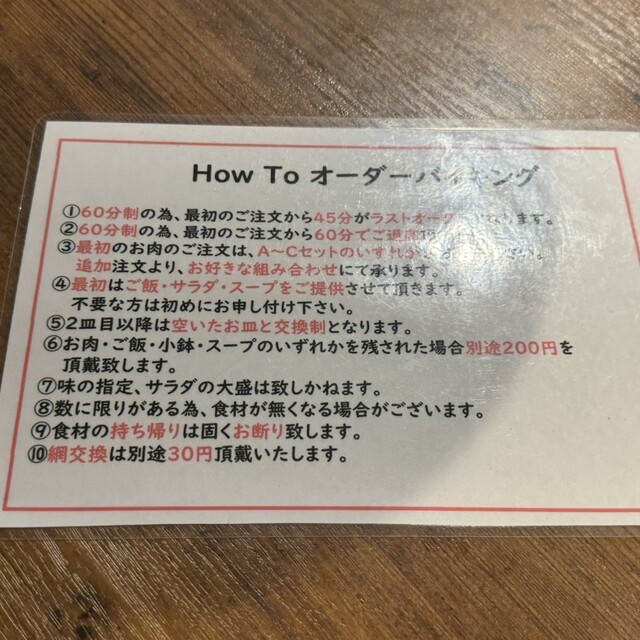 How To オーダーバイキング
①60分制の為、最初のご注文から45分がラストオーダ ます。
②60分制の為、最初のご注文から60分でご退席
③最初のお肉のご注文は、A～Cセットのいずれか
追加注文より、お好きな組み合わせにて承ります。
④最初はご飯・サラダ・スープをご提供させて頂きます。
不要な方は初めにお申し付け下さい。
⑤2皿目以降は空いたお皿と交換制となります。
⑥お肉・ご飯・小鉢・スープのいずれかを残された場合別途200円を
頂戴致します。
⑦味の指定、サラダの大盛は致しかねます。
⑧数に限りがある為、食材が無くなる場合がございます。
⑨食材の持ち帰りは固くお断り致します。
⑩網交換は別途30円頂戴いたします。